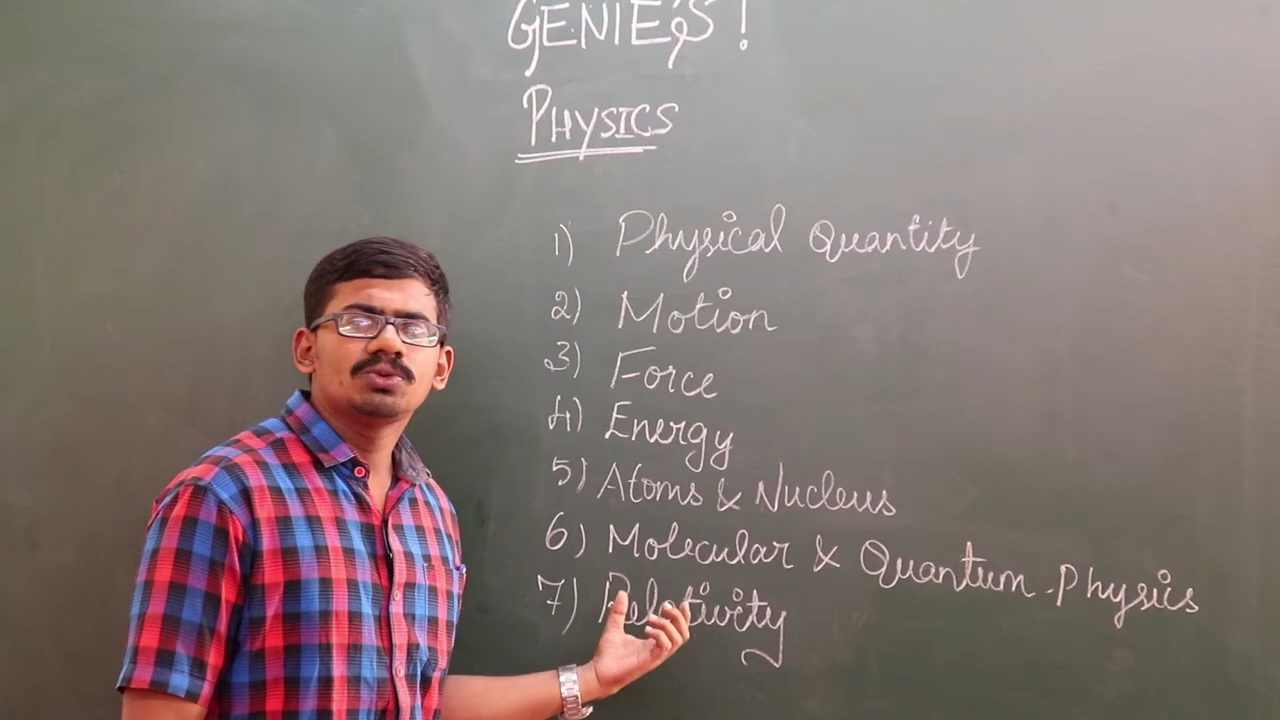 GENIE'S!
PHYSICS
1) Physical Quantity
2) Motion
3) Force
4) Energy
5) Atoms & Nucleus
6) Molecular & Quantum Physics
7) Relativity